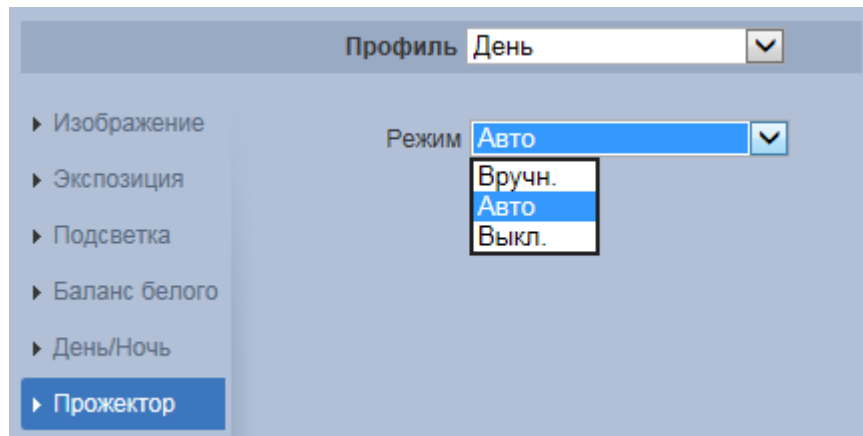 Профиль День
Изображение
Режим Авто
Вручн.
Экспозиция
Авто
Подсветка
Выкл.
Баланс белого
День/Ночь
Прожектор